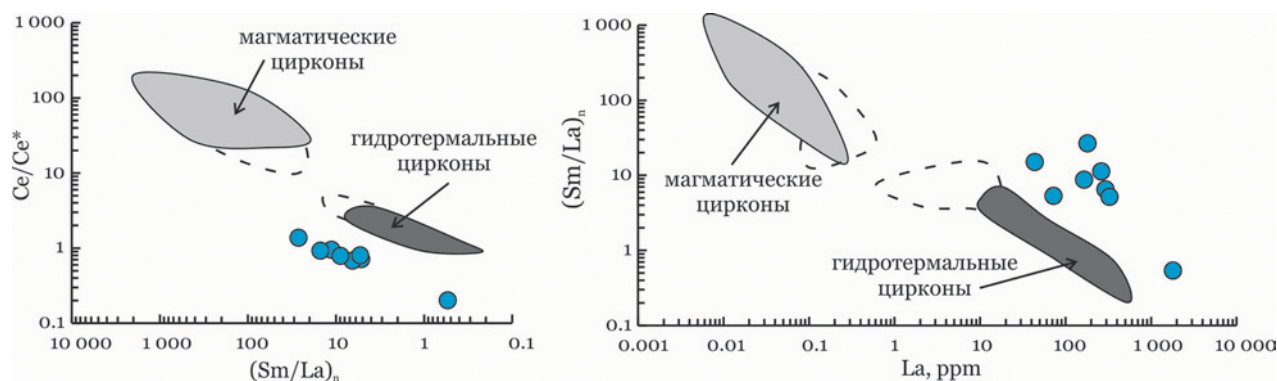 1 000
100
10
1
0.1
Ce/Ce*
магматические
цирконы
гидротермальные
цирконы
10 000
1 000
100
10
1
0.1
(Sm/La)n
1 000
100
10
1
0.1
(Sm/La)n
магматические
цирконы
гидротермальные
цирконы
0.001
0.01
0.1
1
10
100
1 000
10 000
La, ppm